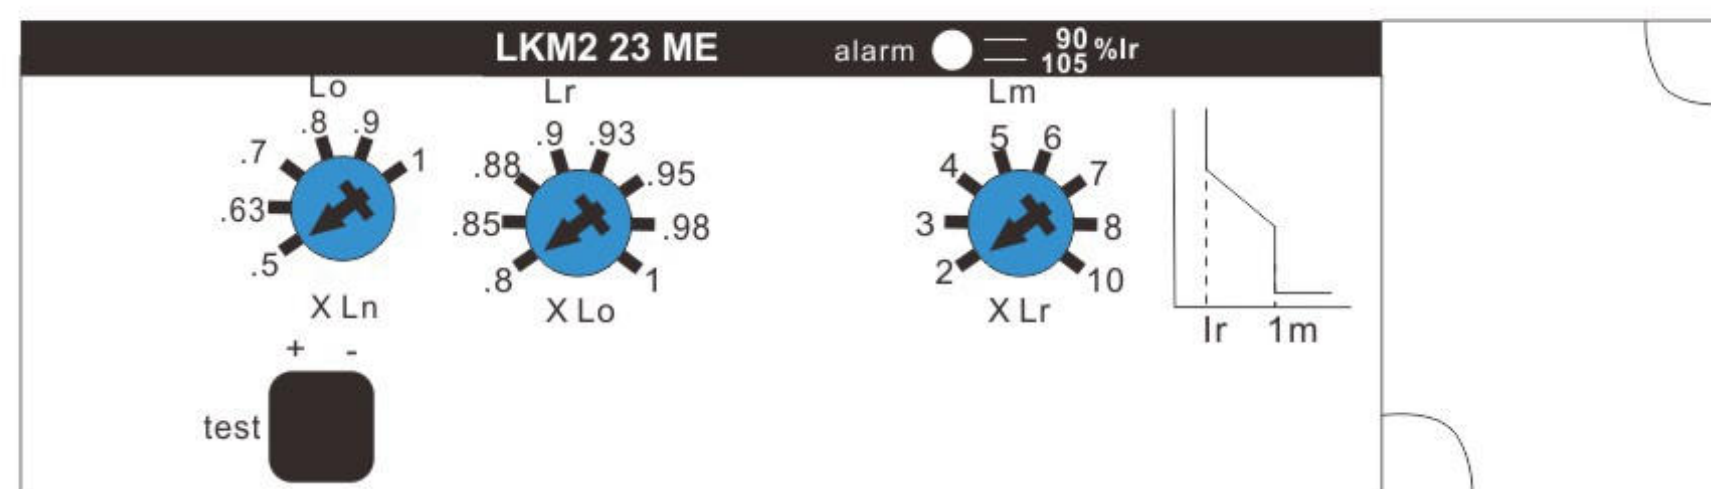 LKM2 23 ME
alarm
90
105 %Ir
Lo
.5 .63 .7 .8 .9 1
X Ln
Lr
.8 .85 .88 .9 .93 .95 .98 1
X Lo
Lm
2 3 4 5 6 7 8 10
X Lr
Ir 1m
+ -
test